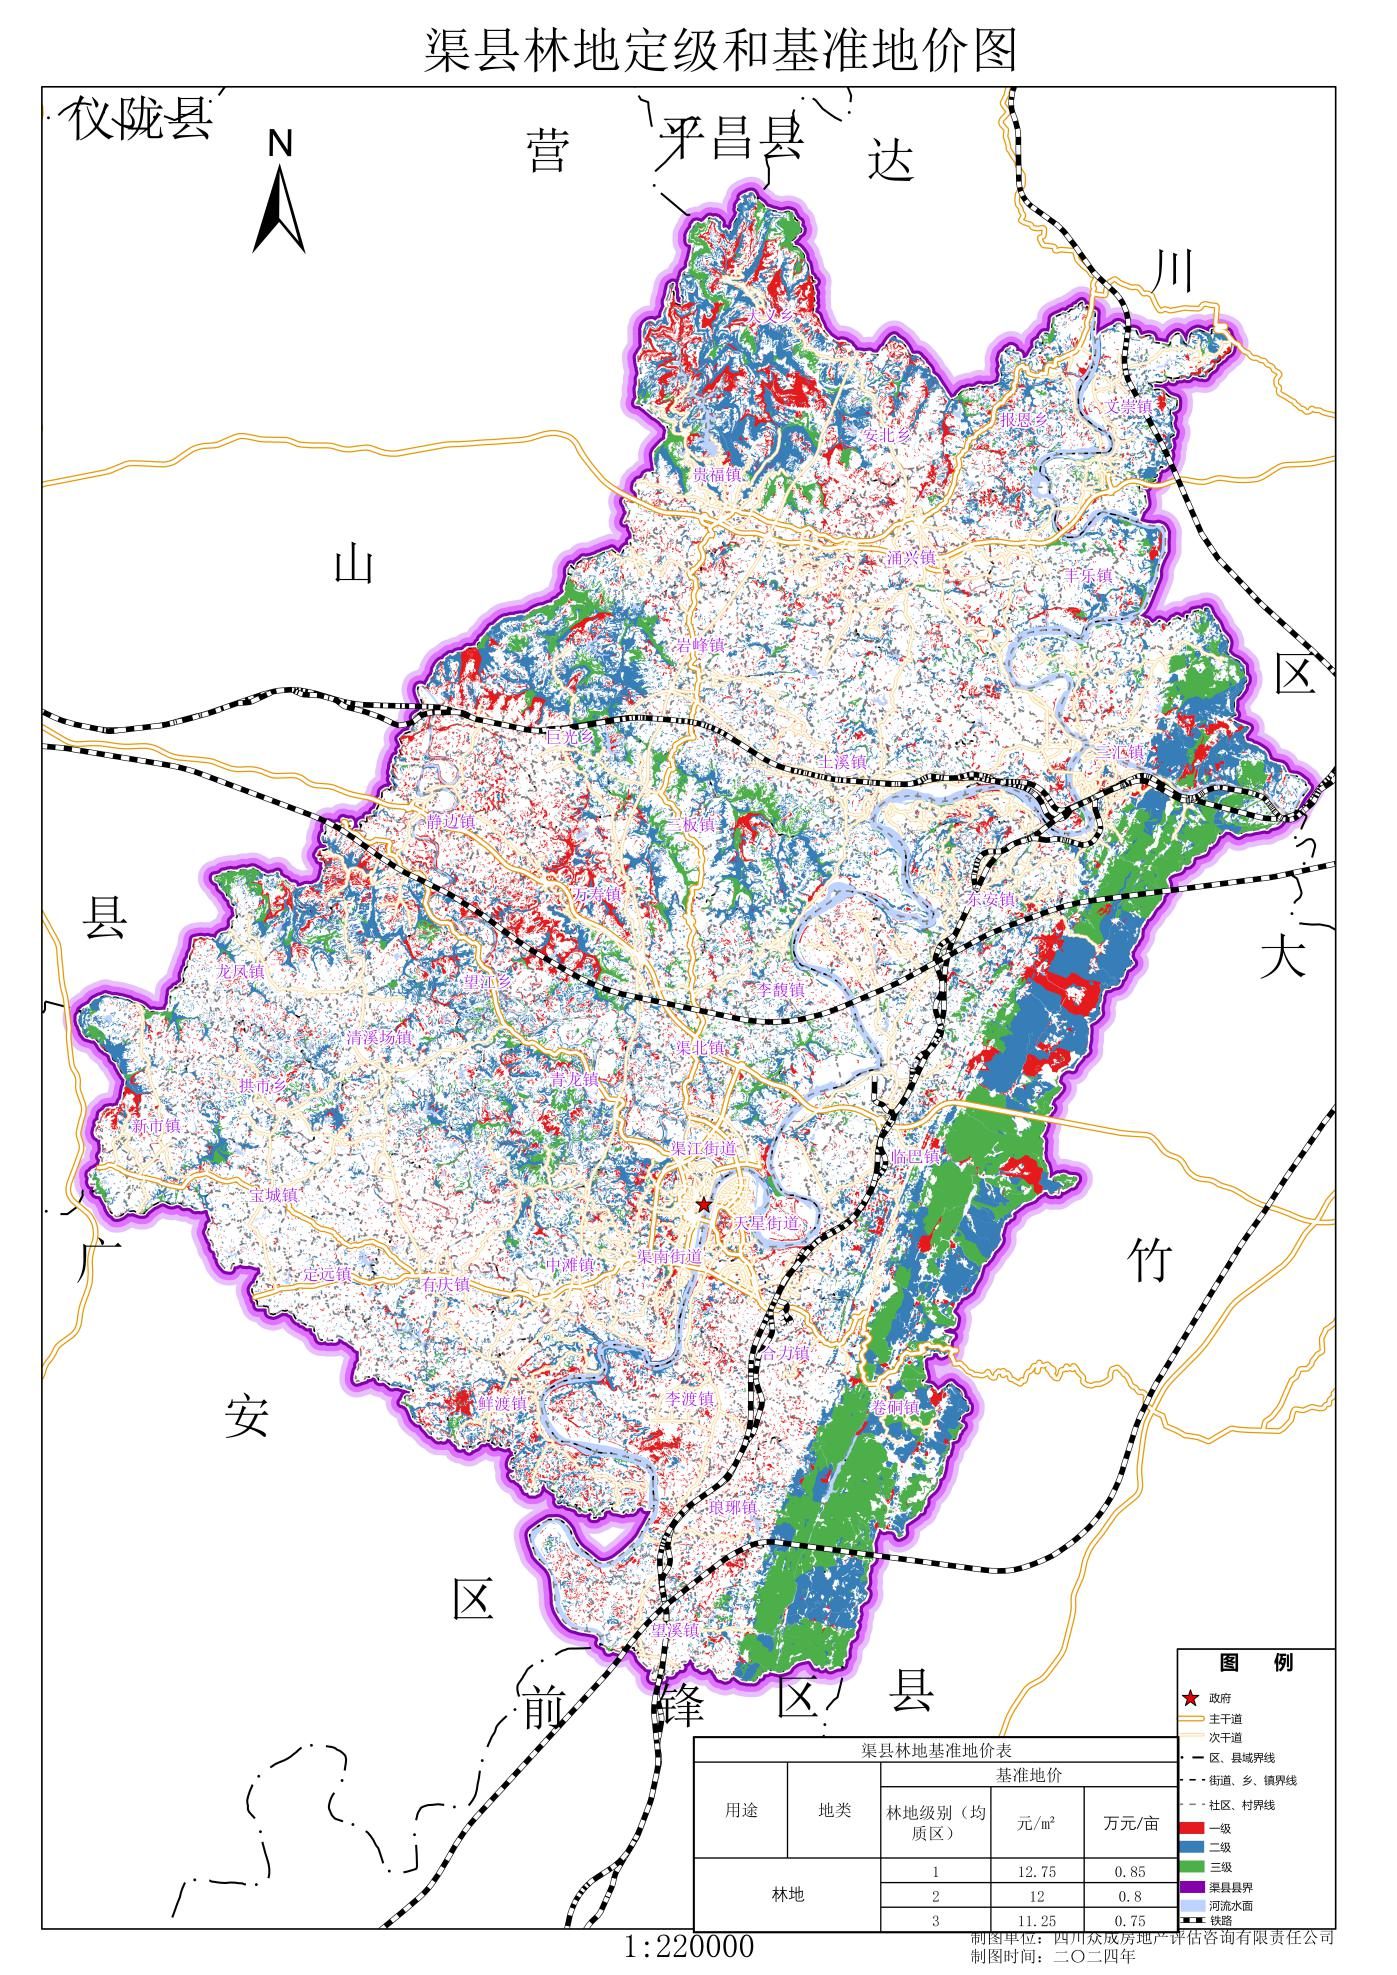 渠县林地定级和基准地价图
仪陇县
N
营
平昌县
达
川
大义乡
文崇镇
报恩乡
安北乡
贵福镇
涌兴镇
山
丰乐镇
岩峰镇
区
巨光乡
三汇镇
土溪镇
静边镇
三板镇
万寿镇
东安镇
县
大
龙凤镇
望江乡
李馥镇
清溪场镇
渠北镇
青龙镇
拱市乡
新市镇
渠江街道
临巴镇
宝城镇
天星街道
广
渠南街道
竹
中滩镇
定远镇
有庆镇
合力镇
安
鲜渡镇
李渡镇
卷硐镇
琅琊镇
区
望溪镇
前
锋
区
县
图 例
政府
主干道
次干道
区、县域界线
街道、乡、镇界线
社区、村界线
一级
二级
三级
渠县县界
河流水面
铁路
渠县林地基准地价表
用途 地类 基准地价
林地级别（均质区） 元/㎡ 万元/亩
林地 1 12.75 0.85
2 12 0.8
3 11.25 0.75
1:220000
制图单位：四川众成房地产评估咨询有限责任公司
制图时间：二〇二四年